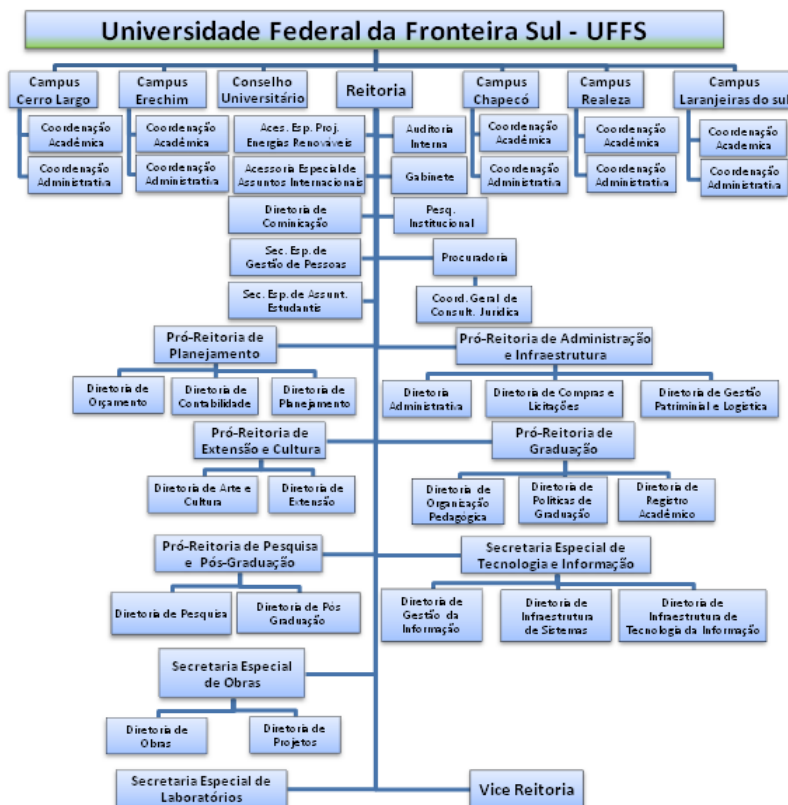 Universidade Federal da Fronteira Sul - UFFS
Campus
Cerro Largo
Campus
Erechim
Conselho
Universitário
Reitoria
Campus
Chapecó
Campus
Realeza
Campus
Laranjeiras do sul
Coordenação
Acadêmica
Coordenação
Administrativa
Coordenação
Acadêmica
Coordenação
Administrativa
Aces. Esp. Proj.
Energias Renováveis
Auditoria
Interna
Acessoria Especial de
Assuntos Internacionais
Gabinete
Diretoria de
Cominicação
Pesq.
Institucional
Sec. Esp. de
Gestão de Pessoas
Procuradoria
Sec. Esp. de Assunt.
Estudantis
Coord. Geral de
Consult. Juridica
Coordenação
Acadêmica
Coordenação
Administrativa
Coordenação
Acadêmica
Coordenação
Administrativa
Coordenação
Academica
Coordenação
Administrativa
Pró-Reitoria de
Planejamento
Pró-Reitoria de Administração
e Infraestrutura
Diretoria de
Orçamento
Diretoria de
Contabilidade
Diretoria de
Planejamento
Diretoria
Administrativa
Diretoria de Compras e
Licitações
Diretoria de Gestão
Patriminial e Logistica
Pró-Reitoria de
Extensão e Cultura
Pró-Reitoria de
Graduação
Diretoria de Arte e
Cultura
Diretoria de
Extensão
Diretoria de
Organização
Pedagógica
Diretoria de
Políticas de
Graduação
Diretoria de
Registro
Acadêmico
Pró-Reitoria de Pesquisa
e Pós-Graduação
Secretaria Especial de
Tecnologia e Informação
Diretoria de Pesquisa
Diretoria de Pós
Graduação
Diretoria de
Gestão da
Informação
Diretoria de
Infraestrutura
de Sistemas
Diretoria de
Infraestrutura de
Tecnologia da Informação
Secretaria Especial
de Obras
Diretoria de
Obras
Diretoria de
Projetos
Secretaria Especial de
Laboratórios
Vice Reitoria